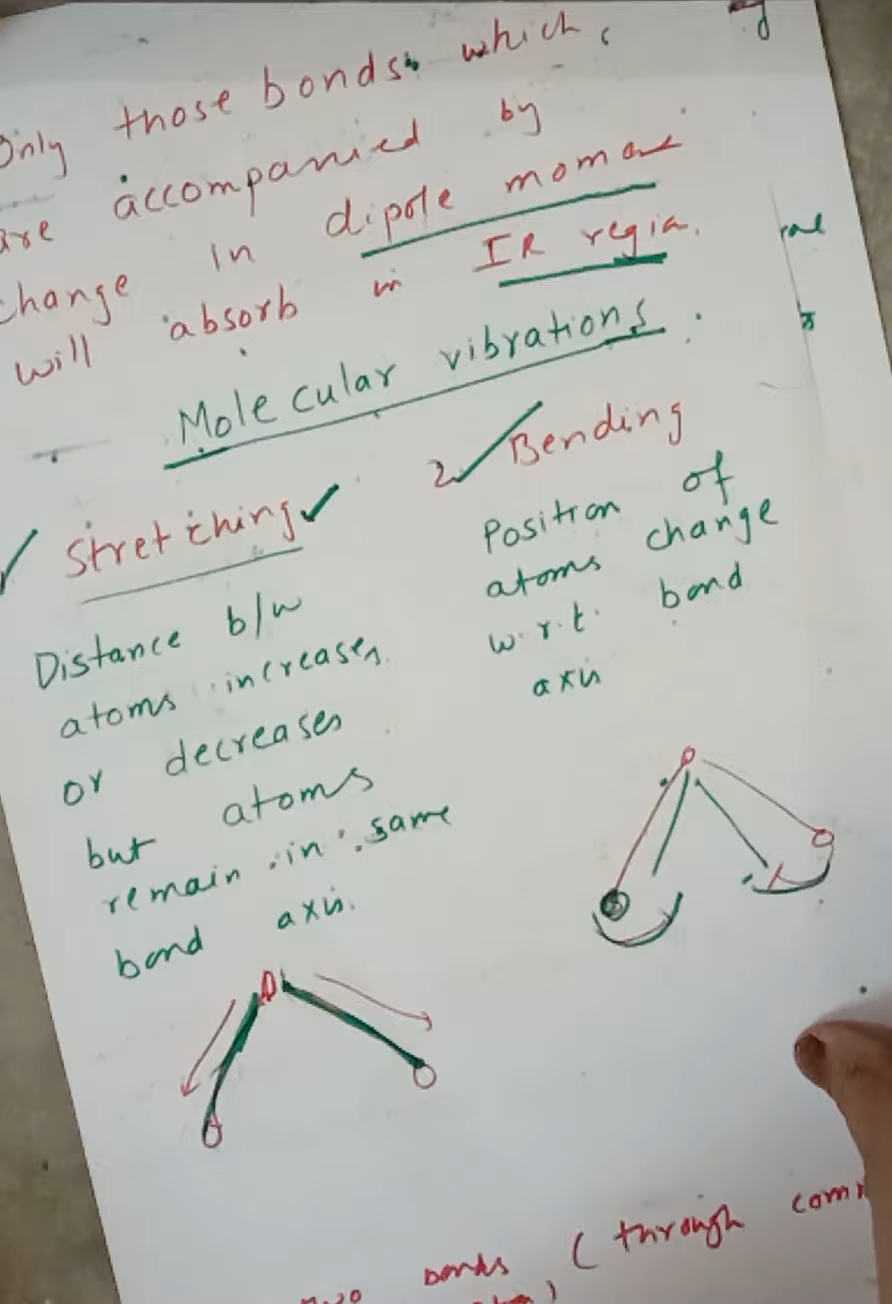 Only those bonds which
are accompanied by
change in dipole moment
will absorb in IR region.
Molecular vibrations
Stretching
Distance b/w
atoms increases
or decreases
but atoms
remain in same
bond axis.
2 Bending
Position of
atoms change
w.r.t. bond
axis
bonds (through